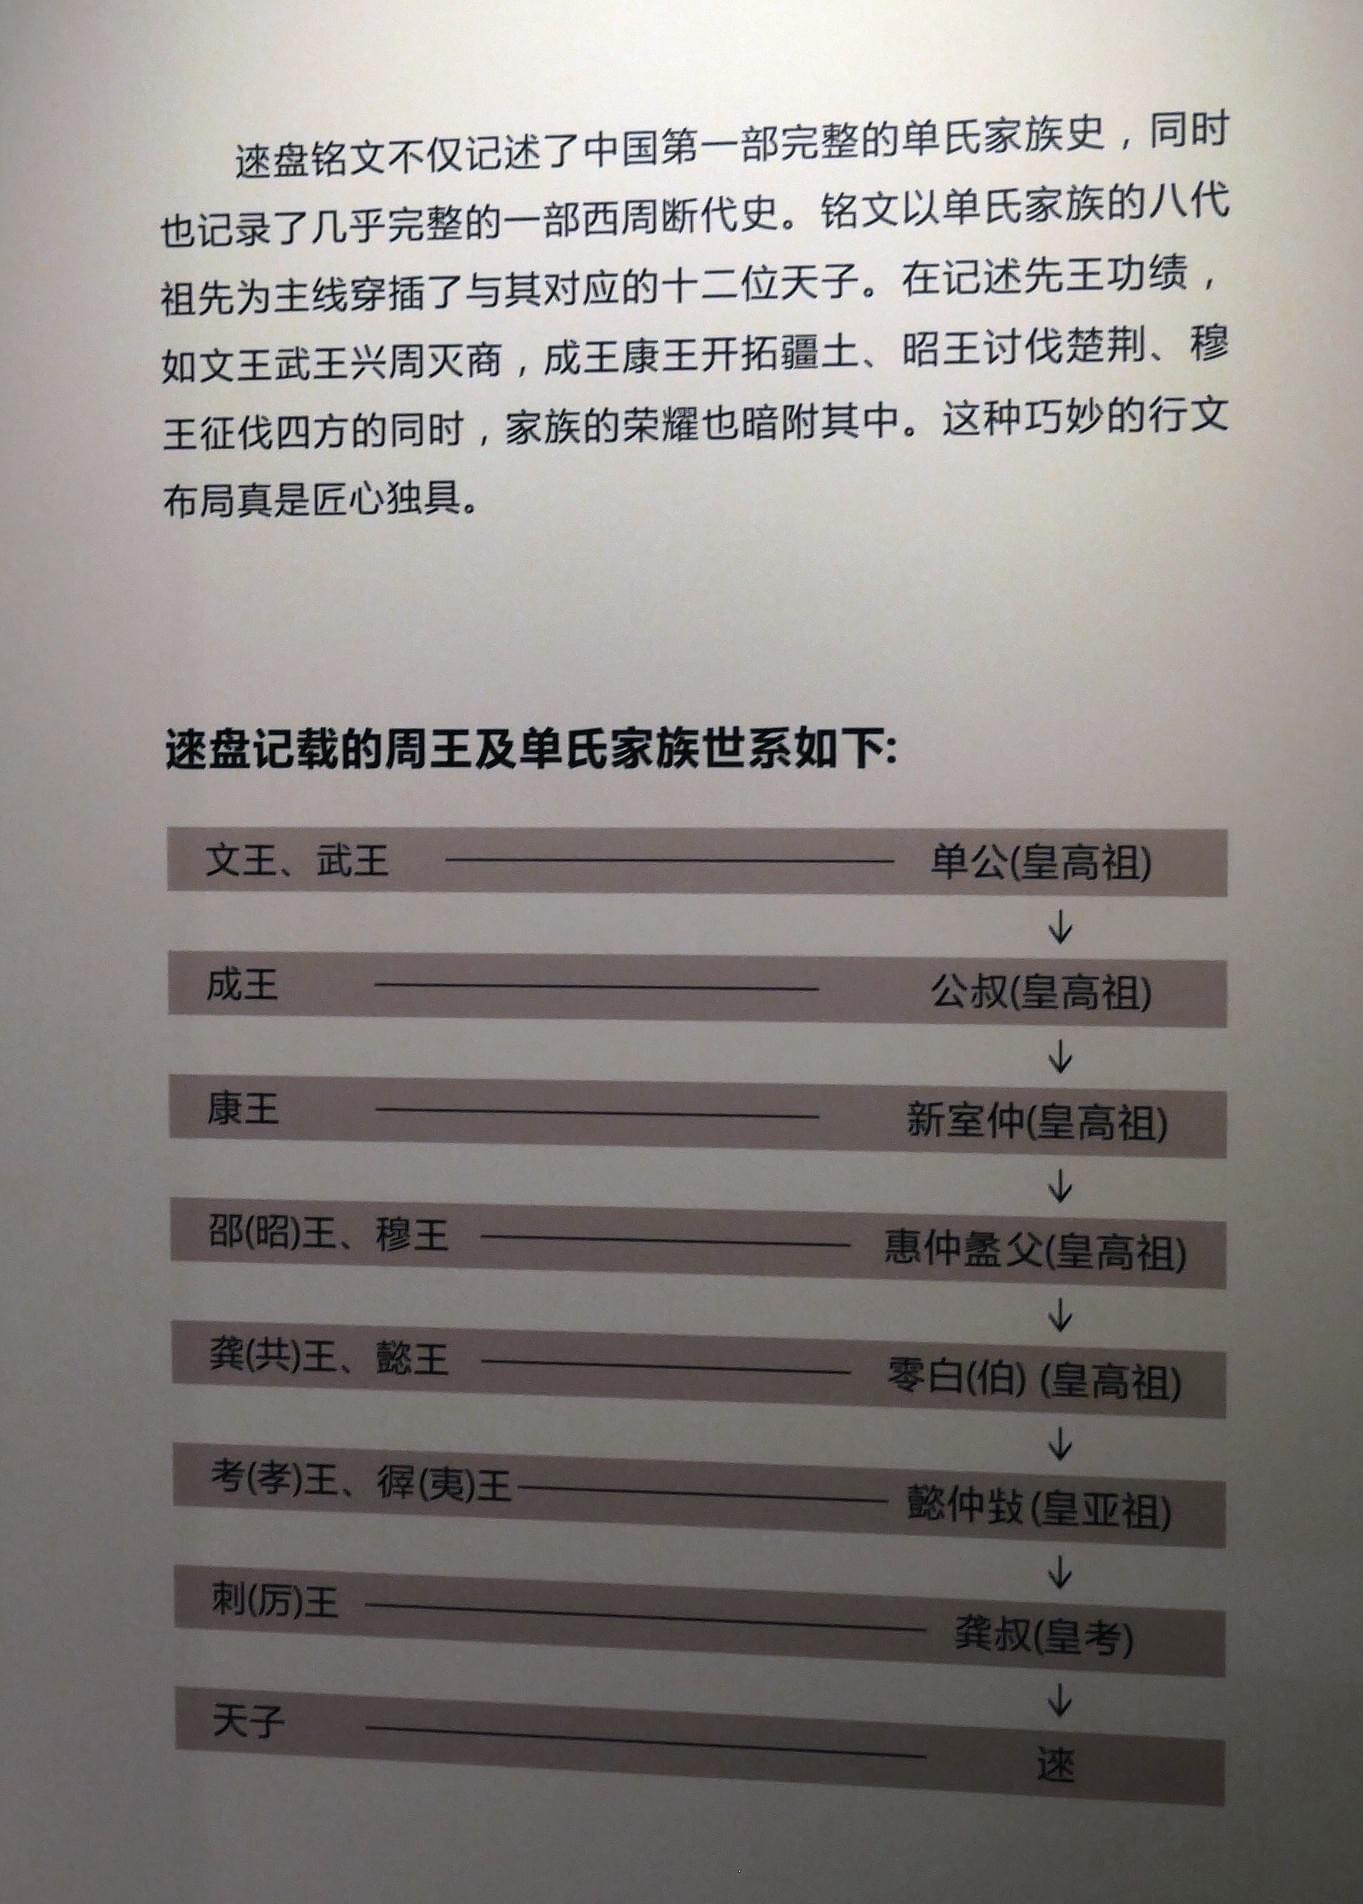 逨盘铭文不仅记述了中国第一部完整的单氏家族史，同时
也记录了几乎完整的一部西周断代史。铭文以单氏家族的八代
祖先为主线穿插了与其对应的十二位天子。在记述先王功绩，
如文王武王兴周灭商，成王康王开拓疆土、昭王讨伐楚荆、穆
王征伐四方的同时，家族的荣耀也暗附其中。这种巧妙的行文
布局真是匠心独具。
逨盘记载的周王及单氏家族世系如下:
文王、武王 单公(皇高祖)
↓
成王 公叔(皇高祖)
↓
康王 新室仲(皇高祖)
↓
邵(昭)王、穆王 惠仲盠父(皇高祖)
↓
龚(共)王、懿王 零白(伯) (皇高祖)
↓
考(孝)王、徲(夷)王 懿仲(皇亚祖)
↓
剌(厉)王 龚叔(皇考)
↓
天子 逨